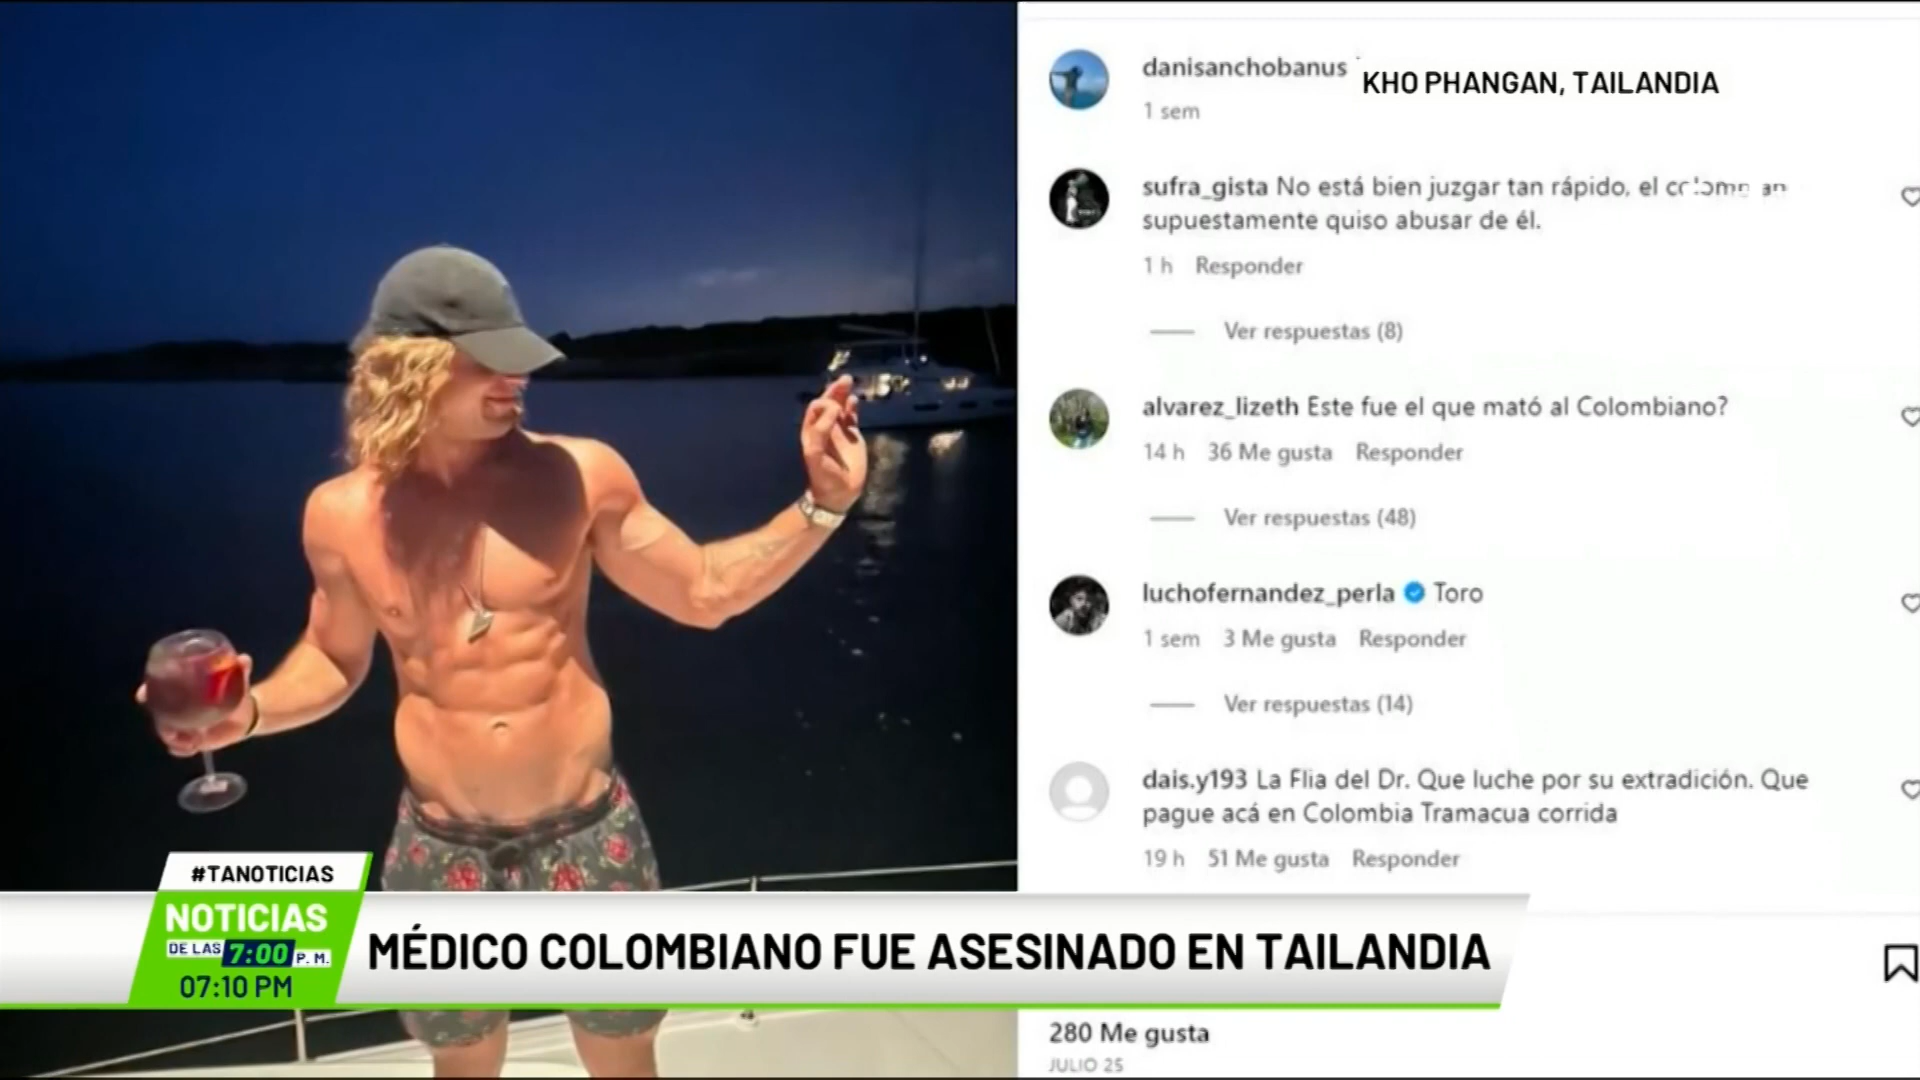 danisanchobanus
KHO PHANGAN, TAILANDIA
1 sem
sufra_gista No está bien juzgar tan rápido, el
supuestamente quiso abusar de él.
1 h Responder
Ver respuestas (8)
alvarez_lizeth Este fue el que mató al Colombiano?
14 h 36 Me gusta Responder
Ver respuestas (48)
luchofernandez_perla Toro
1 sem 3 Me gusta Responder
Ver respuestas (14)
dais.y193 La Flia del Dr. Que luche por su extradición. Que
pague acá en Colombia Tramacua corrida
19 h 51 Me gusta Responder
#TANOTICIAS
NOTICIAS
DE LAS 7:00 P. M.
07:10 PM
MÉDICO COLOMBIANO FUE ASESINADO EN TAILANDIA
280 Me gusta
JULIO 25